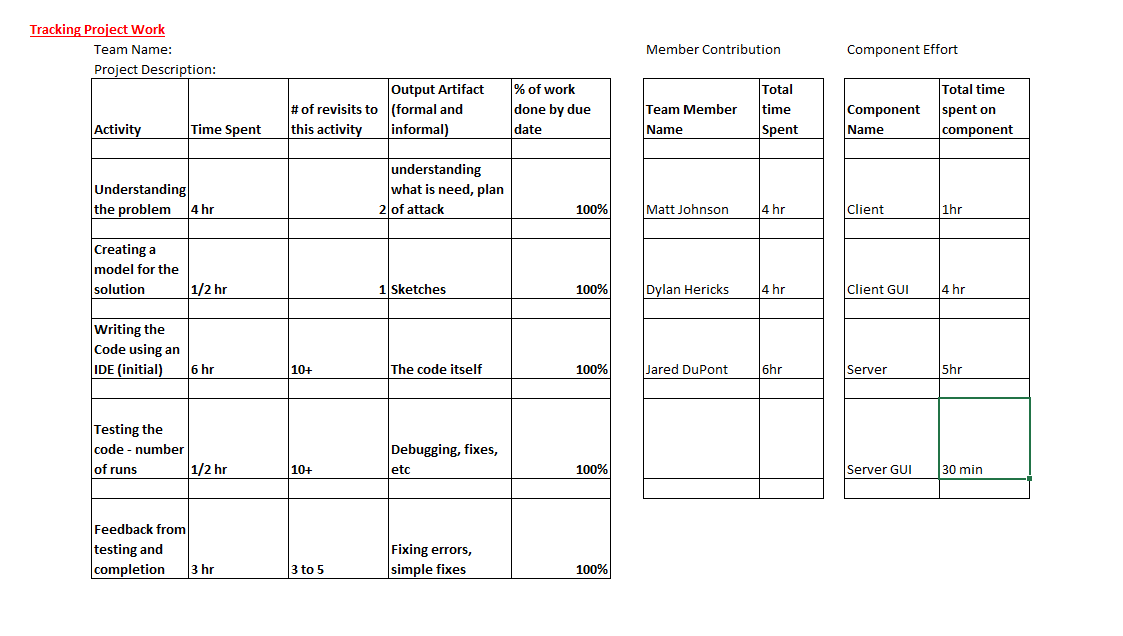 Tracking Project Work
Team Name:
Member Contribution
Component Effort
Project Description:
Activity
Time Spent
# of revisits to
this activity
Output Artifact
(formal and
informal)
% of work
done by due
date
Team Member
Name
Total
time
Spent
Component
Name
Total time
spent on
component
Understanding
the problem
4 hr
2
understanding
what is need, plan
of attack
100%
Matt Johnson
4 hr
Client
1hr
Creating a
model for the
solution
1/2 hr
1
Sketches
100%
Dylan Hericks
4 hr
Client GUI
4 hr
Writing the
Code using an
IDE (initial)
6 hr
10+
The code itself
100%
Jared DuPont
6hr
Server
5hr
Testing the
code - number
of runs
1/2 hr
10+
Debugging, fixes,
etc
100%
Server GUI
30 min
Feedback from
testing and
completion
3 hr
3 to 5
Fixing errors,
simple fixes
100%